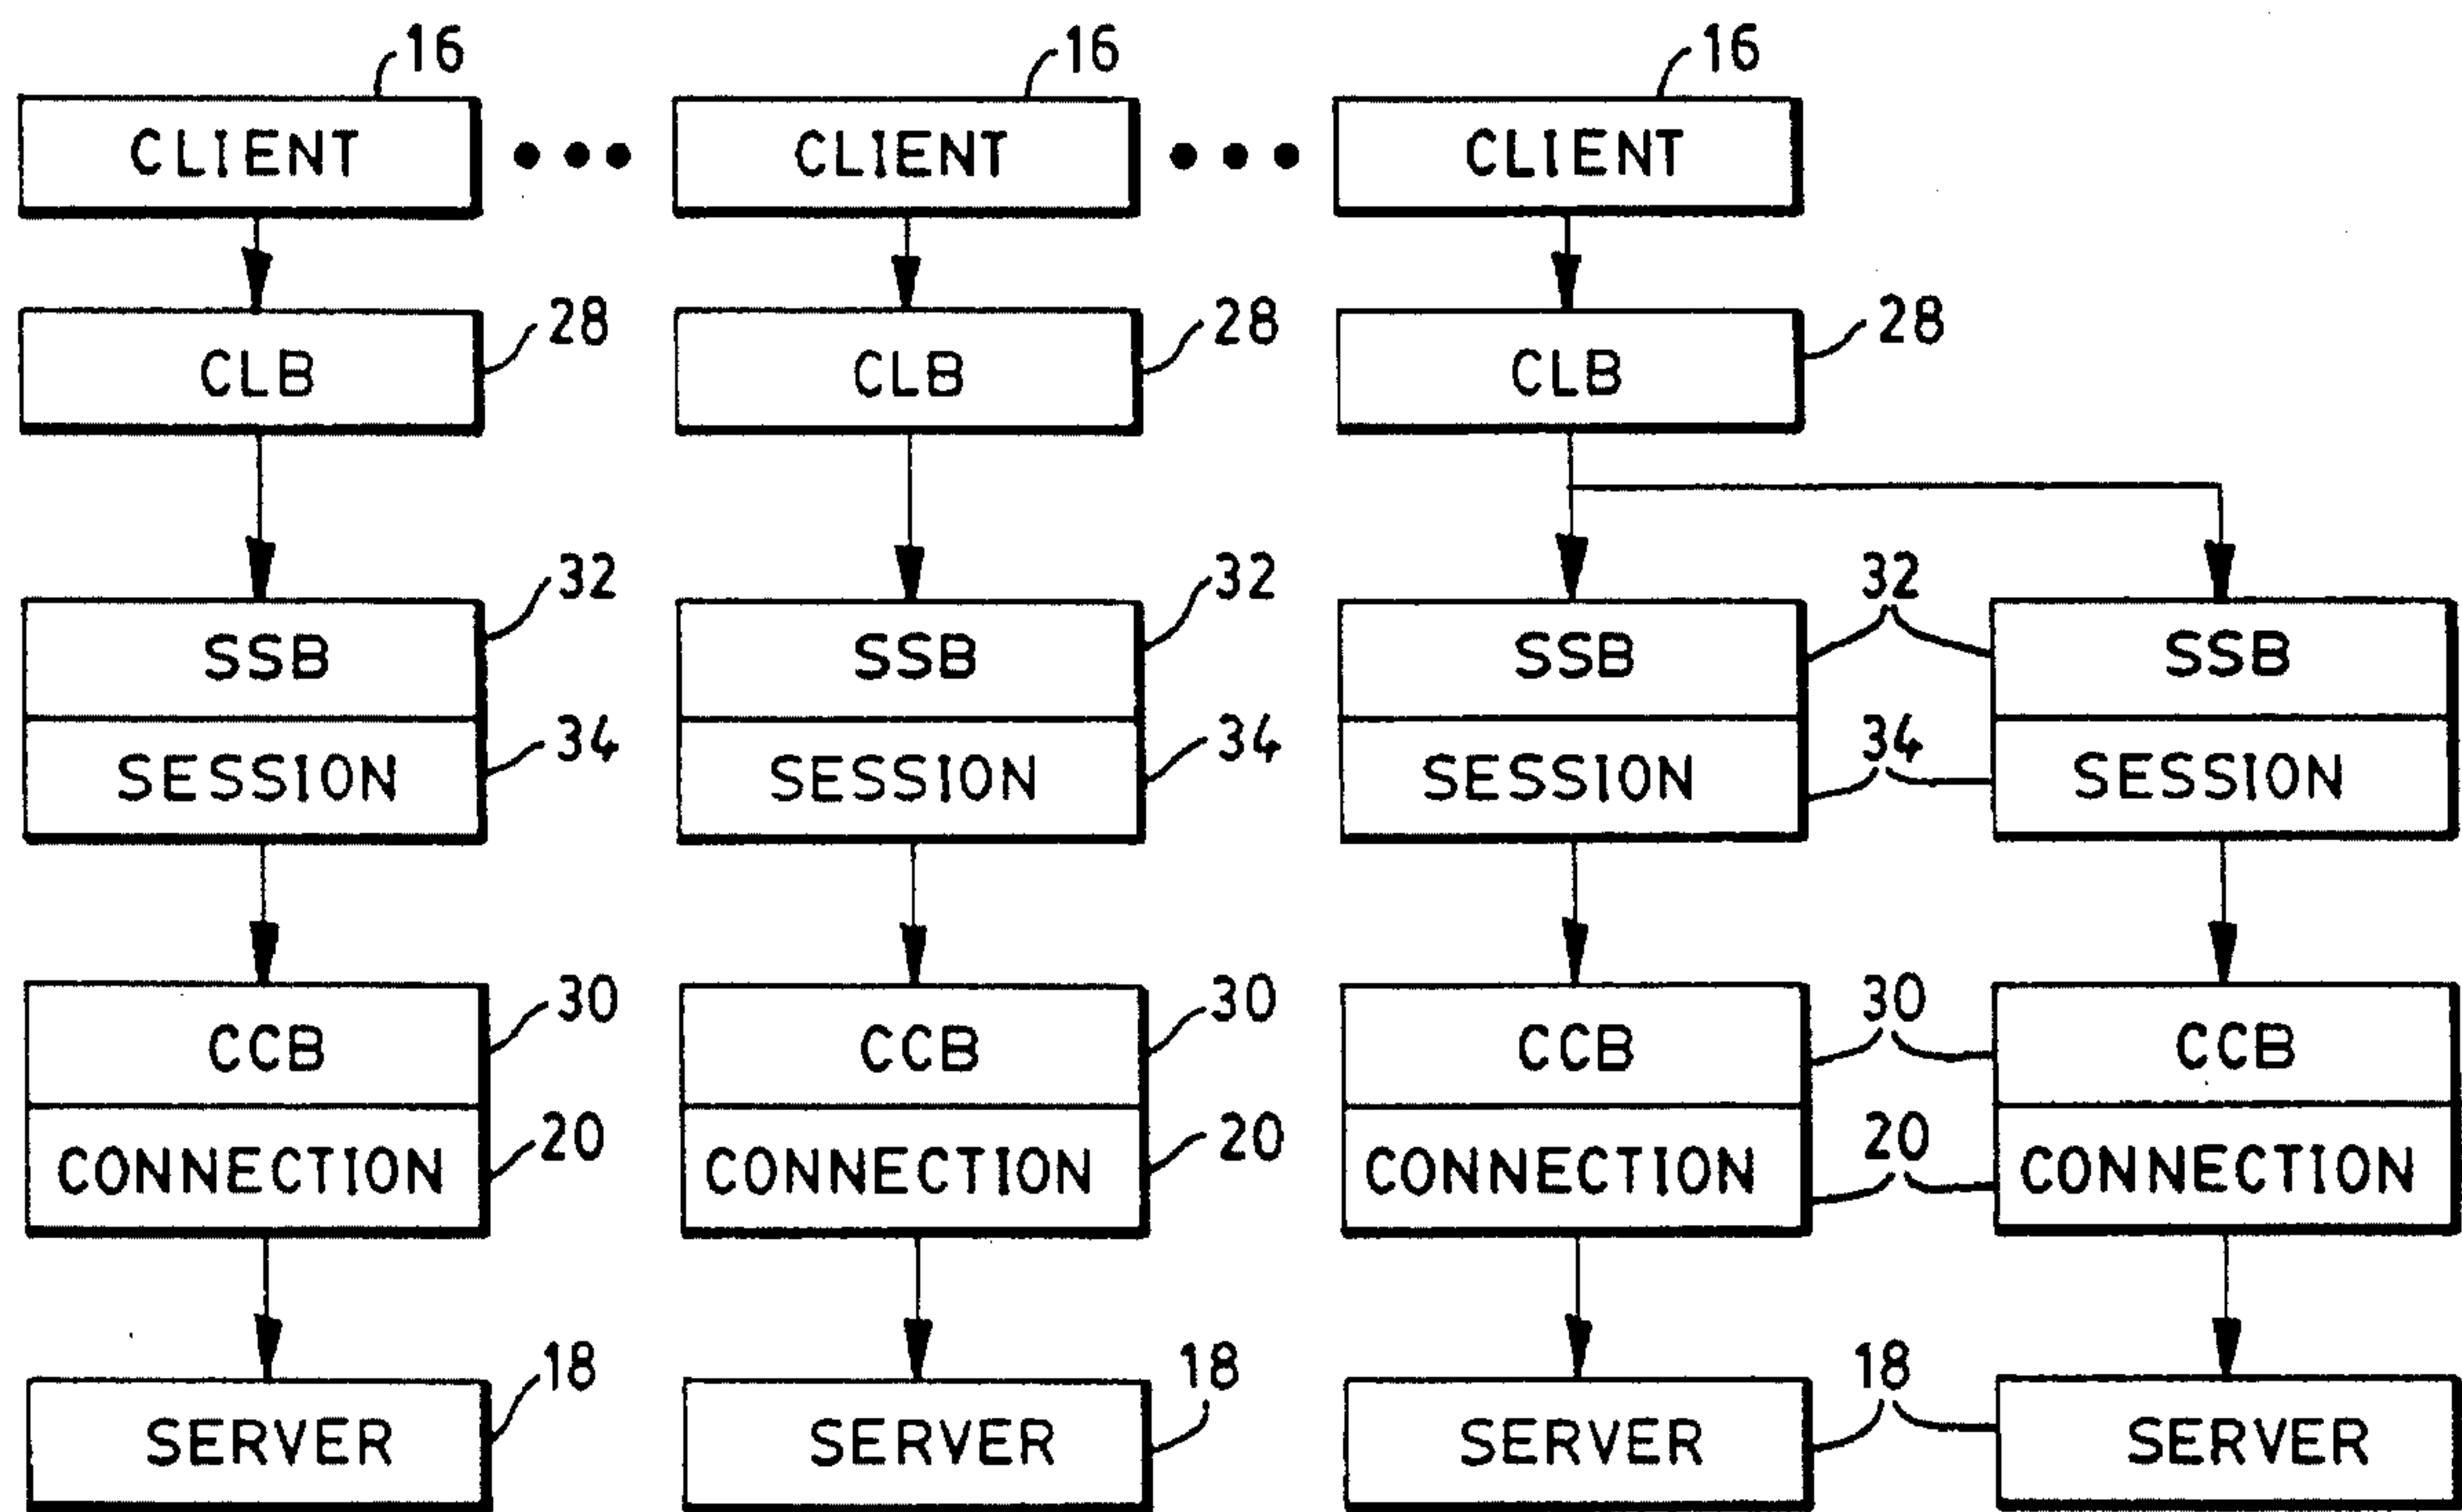 16 16 16
CLIENT CLIENT CLIENT
28 28 28
CLB CLB CLB
32 32 32
SSB SSB SSB SSB
34 34 34
SESSION SESSION SESSION SESSION
30 30 30
CCB CCB CCB CCB
20 20 20
CONNECTION CONNECTION CONNECTION CONNECTION
18 18 18
SERVER SERVER SERVER SERVER